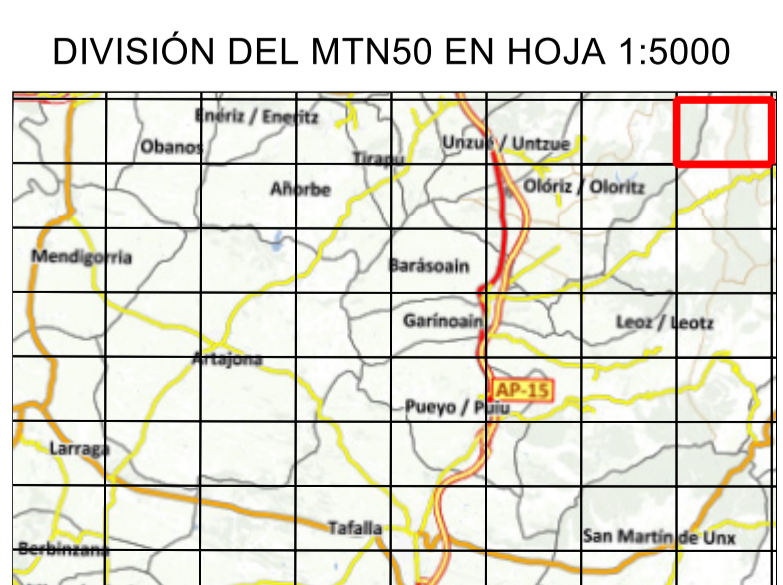 DIVISIÓN DEL MTN50 EN HOJA 1:5000
Enériz / Eneritz
Obanos
Unzué / Untzue
Tirapu
Añorbe
Olóriz / Oloritz
Mendigorria
Barásoain
Garínoain
Leoz / Leotz
Artajona
AP-15
Pueyo / Puiu
Larraga
Tafalla
San Martín de Unx
Berbinzana